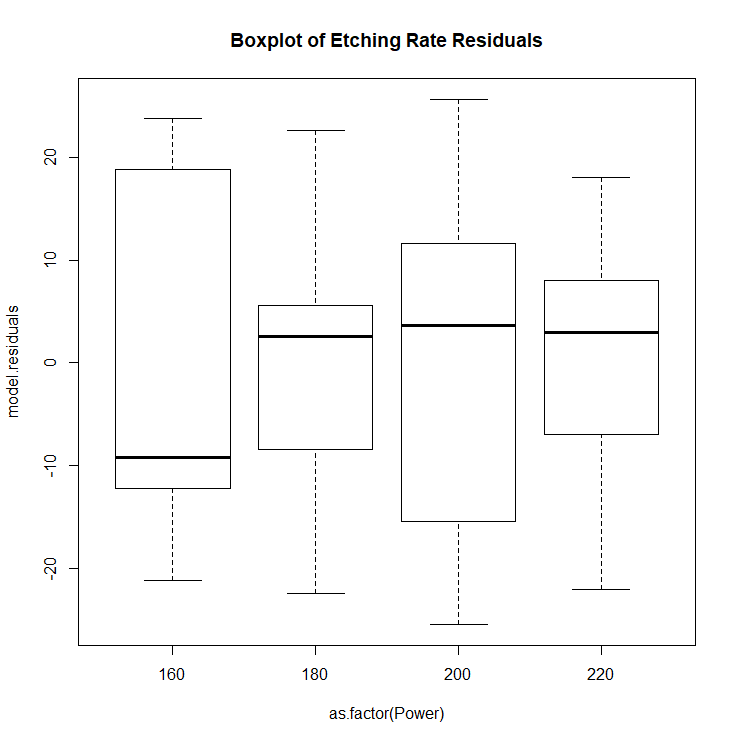 Boxplot of Etching Rate Residuals
model.residuals
20
10
0
-10
-20
160 180 200 220
as.factor(Power)